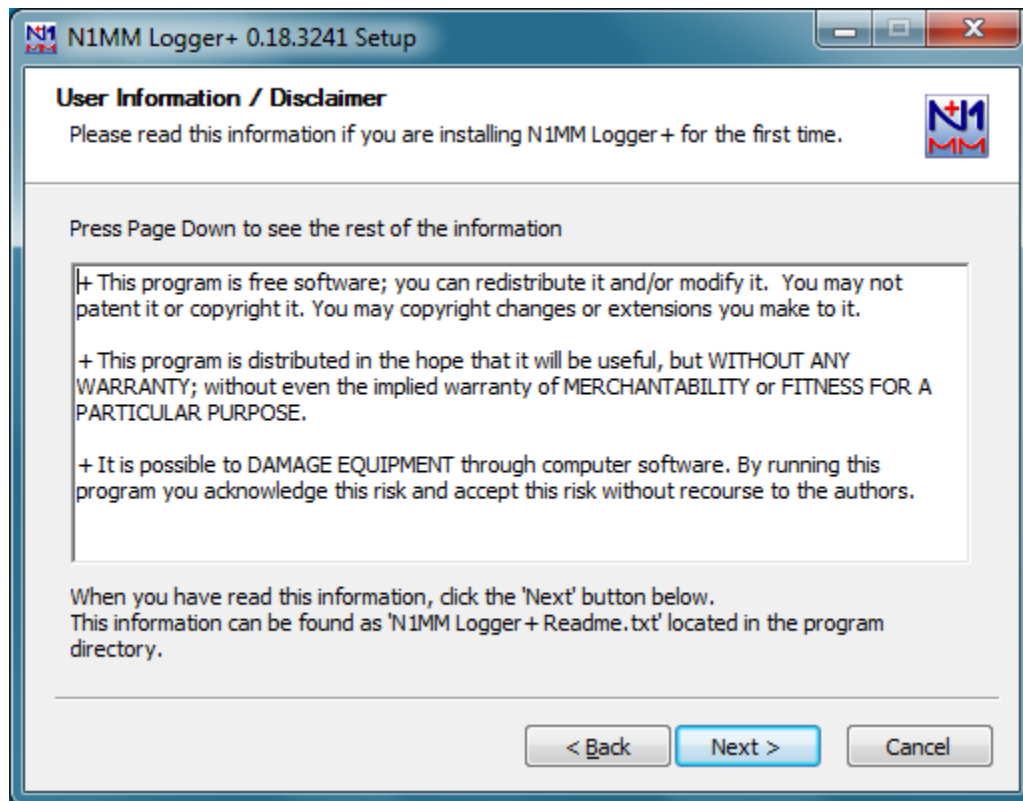 N1MM Logger+ 0.18.3241 Setup
User Information / Disclaimer
Please read this information if you are installing N1MM Logger+ for the first time.
N+1
MM
Press Page Down to see the rest of the information
+ This program is free software; you can redistribute it and/or modify it.  You may not
patent it or copyright it. You may copyright changes or extensions you make to it.
+ This program is distributed in the hope that it will be useful, but WITHOUT ANY
WARRANTY; without even the implied warranty of MERCHANTABILITY or FITNESS FOR A
PARTICULAR PURPOSE.
+ It is possible to DAMAGE EQUIPMENT through computer software. By running this
program you acknowledge this risk and accept this risk without recourse to the authors.
When you have read this information, click the 'Next' button below.
This information can be found as 'N1MM Logger+ Readme.txt' located in the program
directory.
< Back
Next >
Cancel